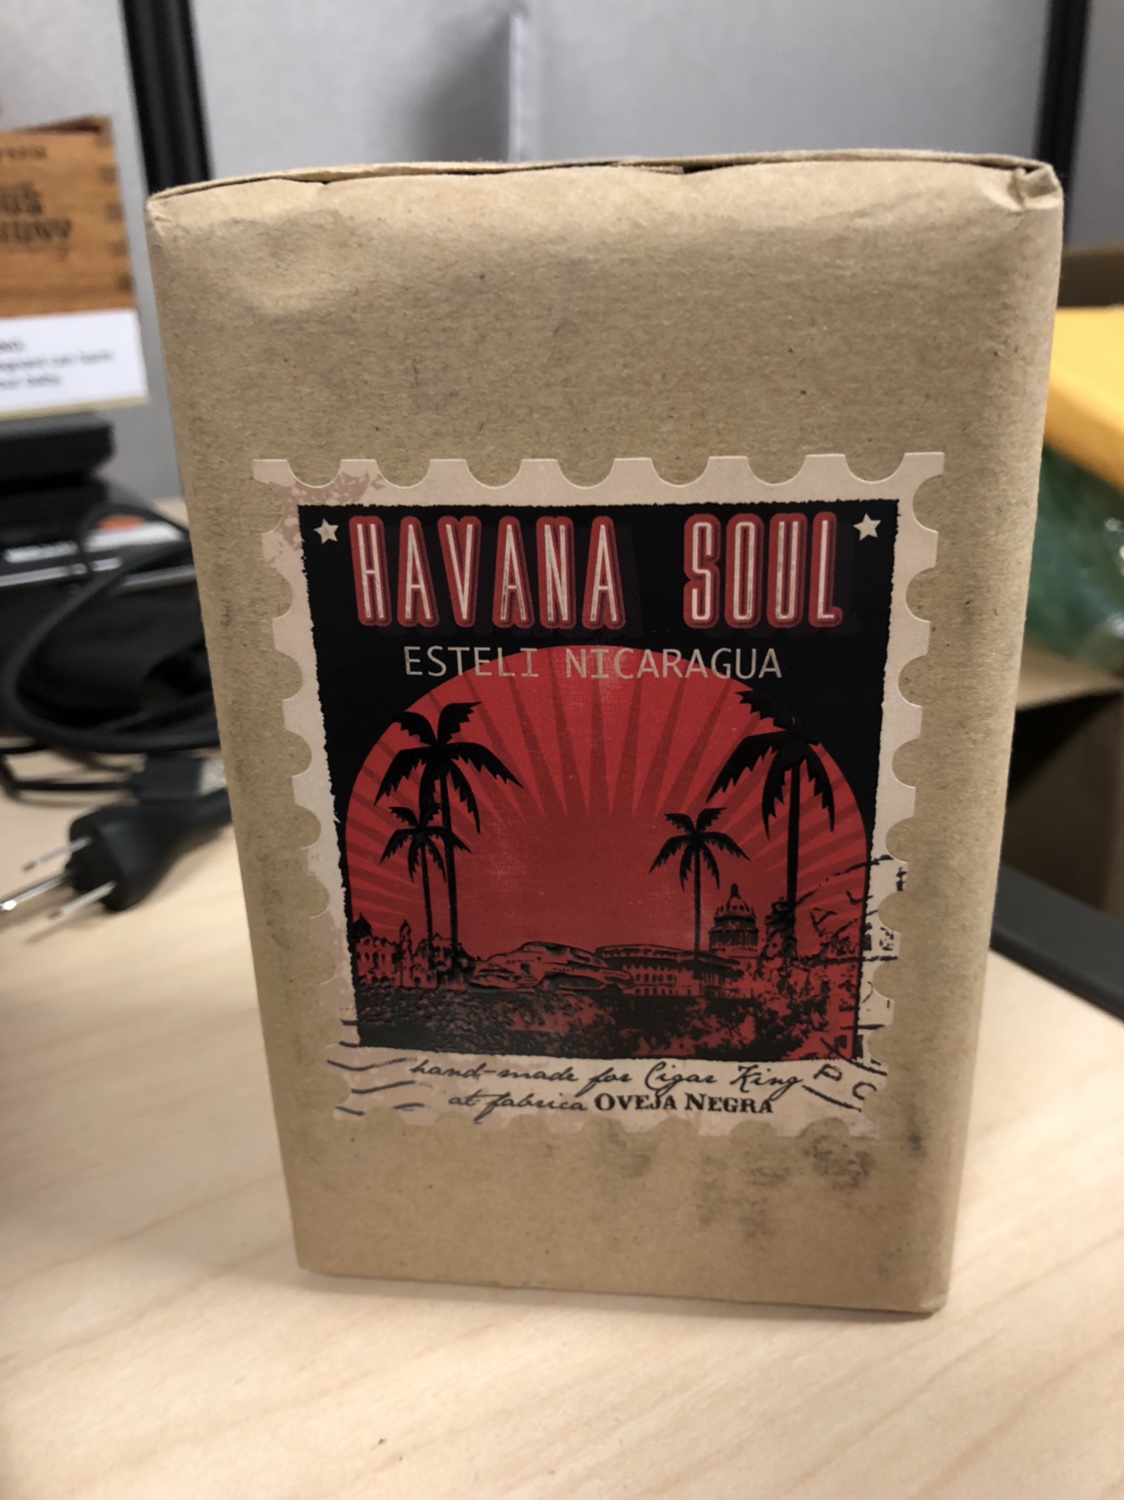 HAVANA SOUL
ESTELI NICARAGUA
hand-made for Cigar King
at fabrica OVEJA NEGRA